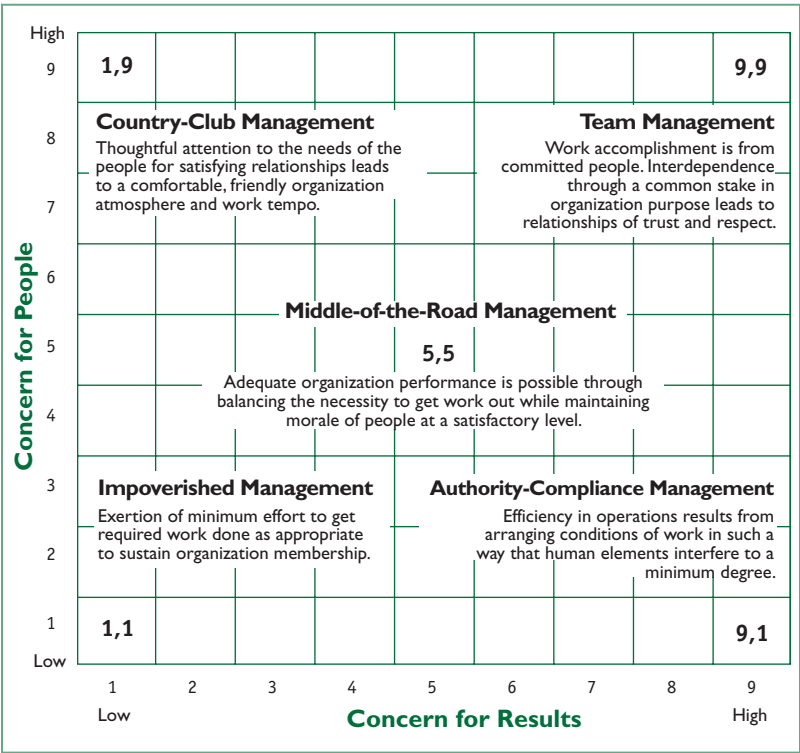 High
9
1,9
9,9
Country-Club Management
Thoughtful attention to the needs of the
people for satisfying relationships leads
to a comfortable, friendly organization
atmosphere and work tempo.
Team Management
Work accomplishment is from
committed people. Interdependence
through a common stake in
organization purpose leads to
relationships of trust and respect.
8
7
6
Middle-of-the-Road Management
5
5,5
Adequate organization performance is possible through
balancing the necessity to get work out while maintaining
morale of people at a satisfactory level.
4
3
Impoverished Management
Exertion of minimum effort to get
required work done as appropriate
to sustain organization membership.
Authority-Compliance Management
Efficiency in operations results from
arranging conditions of work in such a
way that human elements interfere to a
minimum degree.
2
1
1,1
9,1
Low
Concern for People
1 2 3 4 5 6 7 8 9
Low
High
Concern for Results